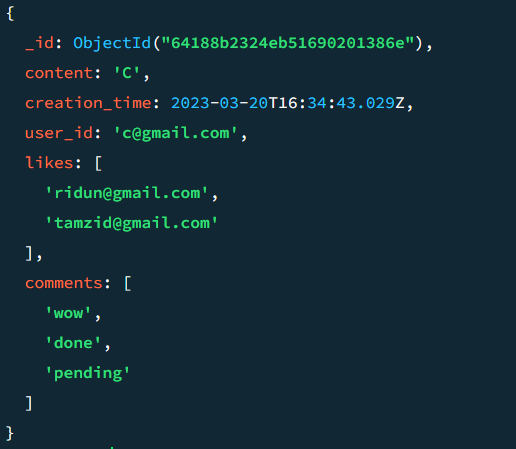 {
_id: ObjectId("64188b2324eb51690201386e"),
content: 'C',
creation_time: 2023-03-20T16:34:43.029Z,
user_id: 'c@gmail.com',
likes: [
'ridun@gmail.com',
'tamzid@gmail.com'
],
comments: [
'wow',
'done',
'pending'
]
}